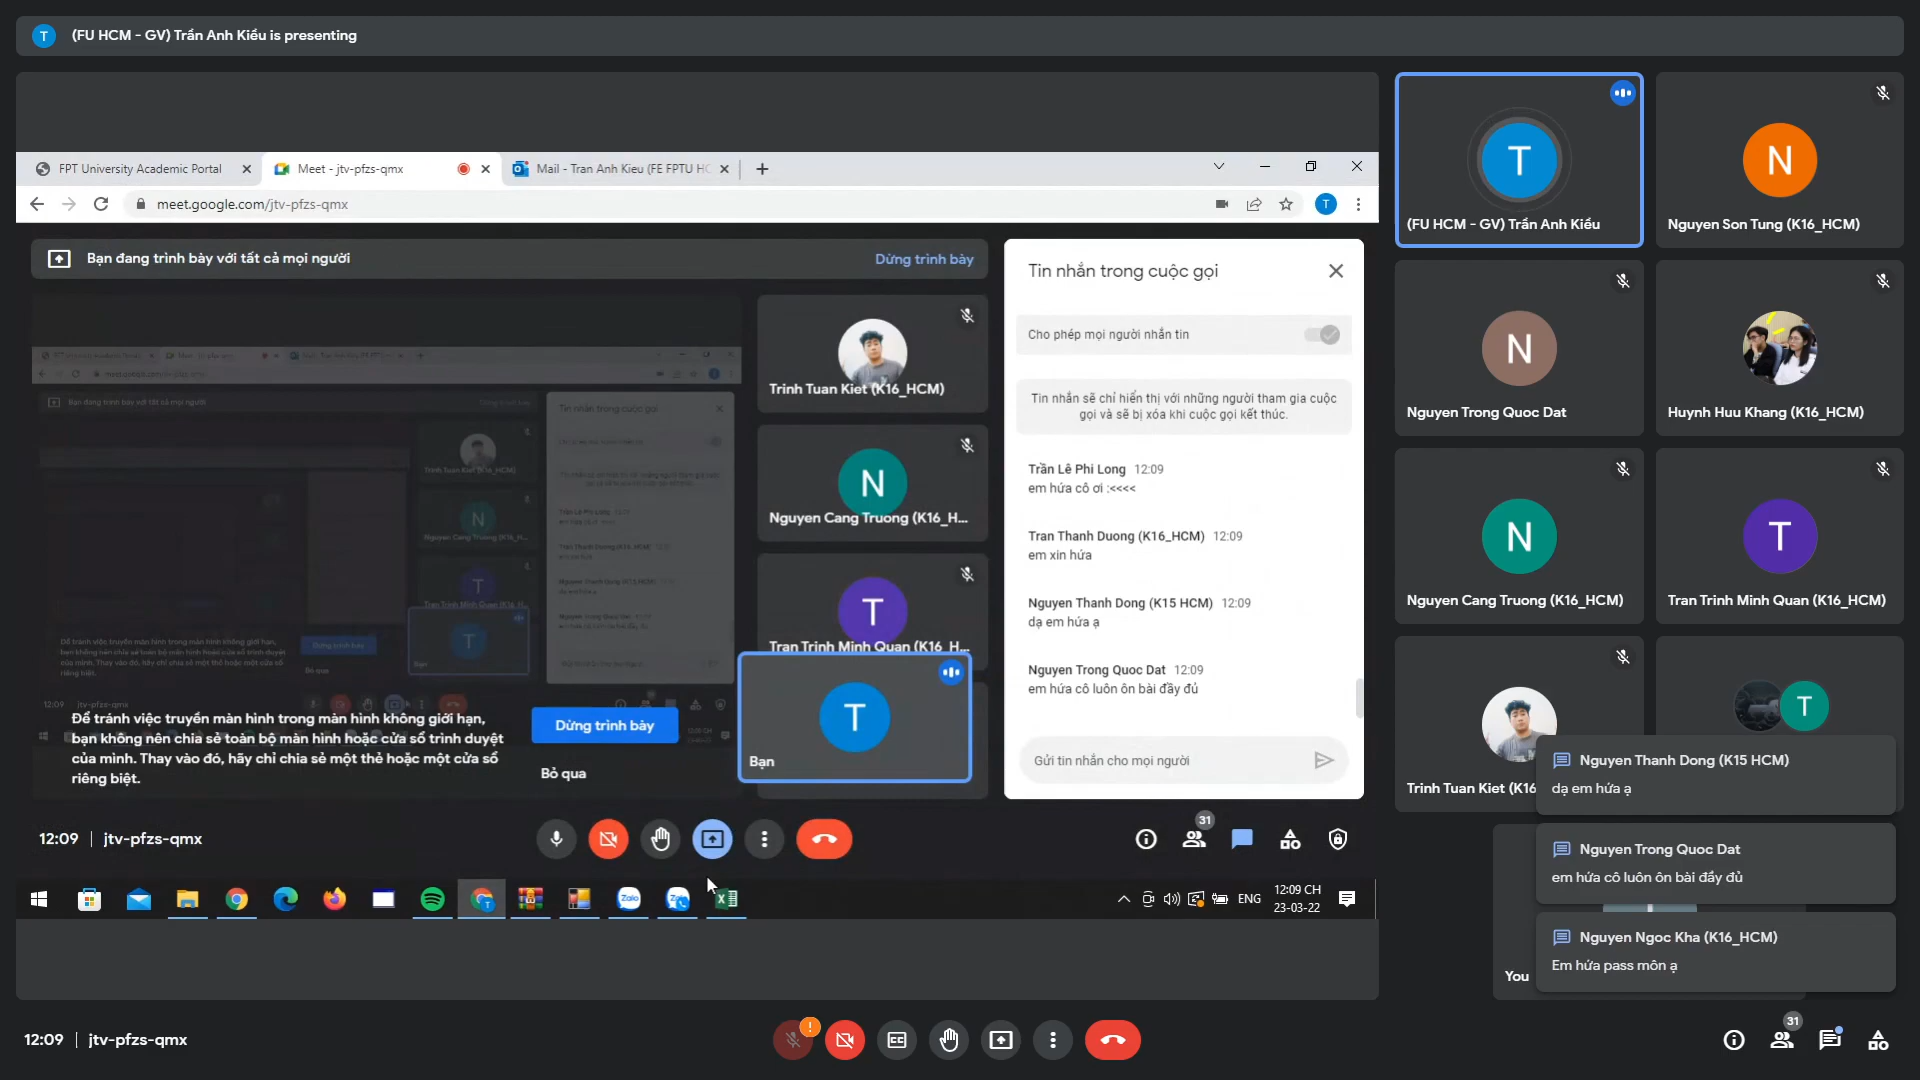 T
(FU HCM - GV) Trần Anh Kiều is presenting
FPT University Academic Portal
Meet - jtv-pfzs-qmx
Mail - Tran Anh Kieu (FE FPTU HC
meet.google.com/jtv-pfzs-qmx
T
Bạn đang trình bày với tất cả mọi người
Dừng trình bày
Trinh Tuan Kiet (K16_HCM)
N
Nguyen Cang Truong (K16_H...
T
Tran Trinh Minh Quan (K16_H...
T
Bạn
Để tránh việc truyền màn hình trong màn hình không giới hạn,
bạn không nên chia sẻ toàn bộ màn hình hoặc cửa sổ trình duyệt
của mình. Thay vào đó, hãy chỉ chia sẻ một thẻ hoặc một cửa sổ
riêng biệt.
Dừng trình bày
Bỏ qua
Tin nhắn trong cuộc gọi
Cho phép mọi người nhắn tin
Tin nhắn sẽ chỉ hiển thị với những người tham gia cuộc
gọi và sẽ bị xóa khi cuộc gọi kết thúc.
Trần Lê Phi Long 12:09
em hứa cô ơi :<<<<
Tran Thanh Duong (K16_HCM) 12:09
em xin hứa
Nguyen Thanh Dong (K15 HCM) 12:09
dạ em hứa ạ
Nguyen Trong Quoc Dat 12:09
em hứa cô luôn ôn bài đầy đủ
Gửi tin nhắn cho mọi người
12:09 | jtv-pfzs-qmx
31
Zalo
ENG
12:09 CH
23-03-22
T
(FU HCM - GV) Trần Anh Kiều
N
Nguyen Son Tung (K16_HCM)
N
Nguyen Trong Quoc Dat
Huynh Huu Khang (K16_HCM)
N
Nguyen Cang Truong (K16_HCM)
T
Tran Trinh Minh Quan (K16_HCM)
Trinh Tuan Kiet (K16
T
Nguyen Thanh Dong (K15 HCM)
dạ em hứa ạ
Nguyen Trong Quoc Dat
em hứa cô luôn ôn bài đầy đủ
Nguyen Ngoc Kha (K16_HCM)
Em hứa pass môn ạ
You
12:09 | jtv-pfzs-qmx
31